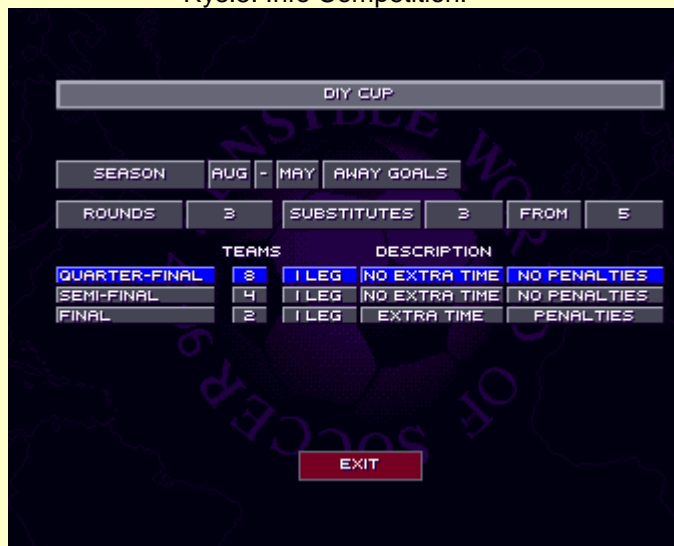 DIY CUP
SEASON AUG - MAY AWAY GOALS
ROUNDS 3 SUBSTITUTES 3 FROM 5
TEAMS DESCRIPTION
QUARTER-FINAL 8 1 LEG NO EXTRA TIME NO PENALTIES
SEMI-FINAL 4 1 LEG NO EXTRA TIME NO PENALTIES
FINAL 2 1 LEG EXTRA TIME PENALTIES
EXIT